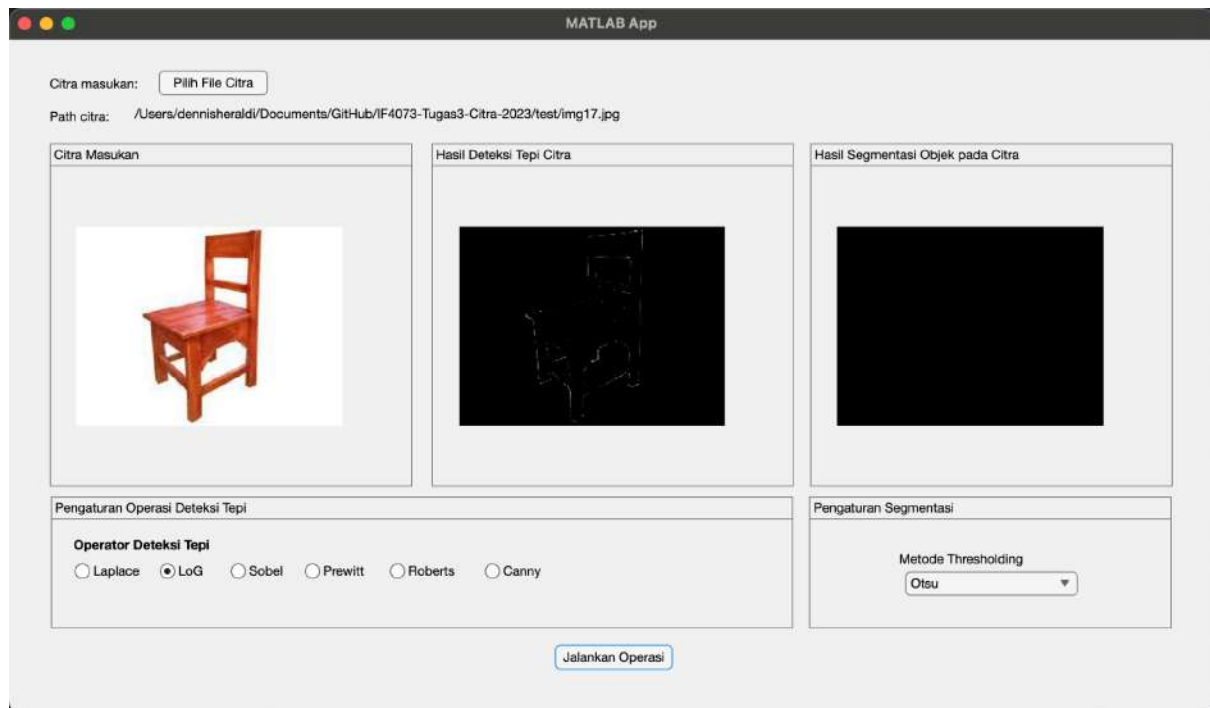 MATLAB App
Citra masukan: Pilih File Citra
Path citra: /Users/dennisheraldi/Documents/GitHub/IF4073-Tugas3-Citra-2023/test/img17.jpg
Citra Masukan
Hasil Deteksi Tepi Citra
Hasil Segmentasi Objek pada Citra
Pengaturan Operasi Deteksi Tepi
Operator Deteksi Tepi
Laplace LoG Sobel Prewitt Roberts Canny
Pengaturan Segmentasi
Metode Thresholding
Otsu
Jalankan Operasi